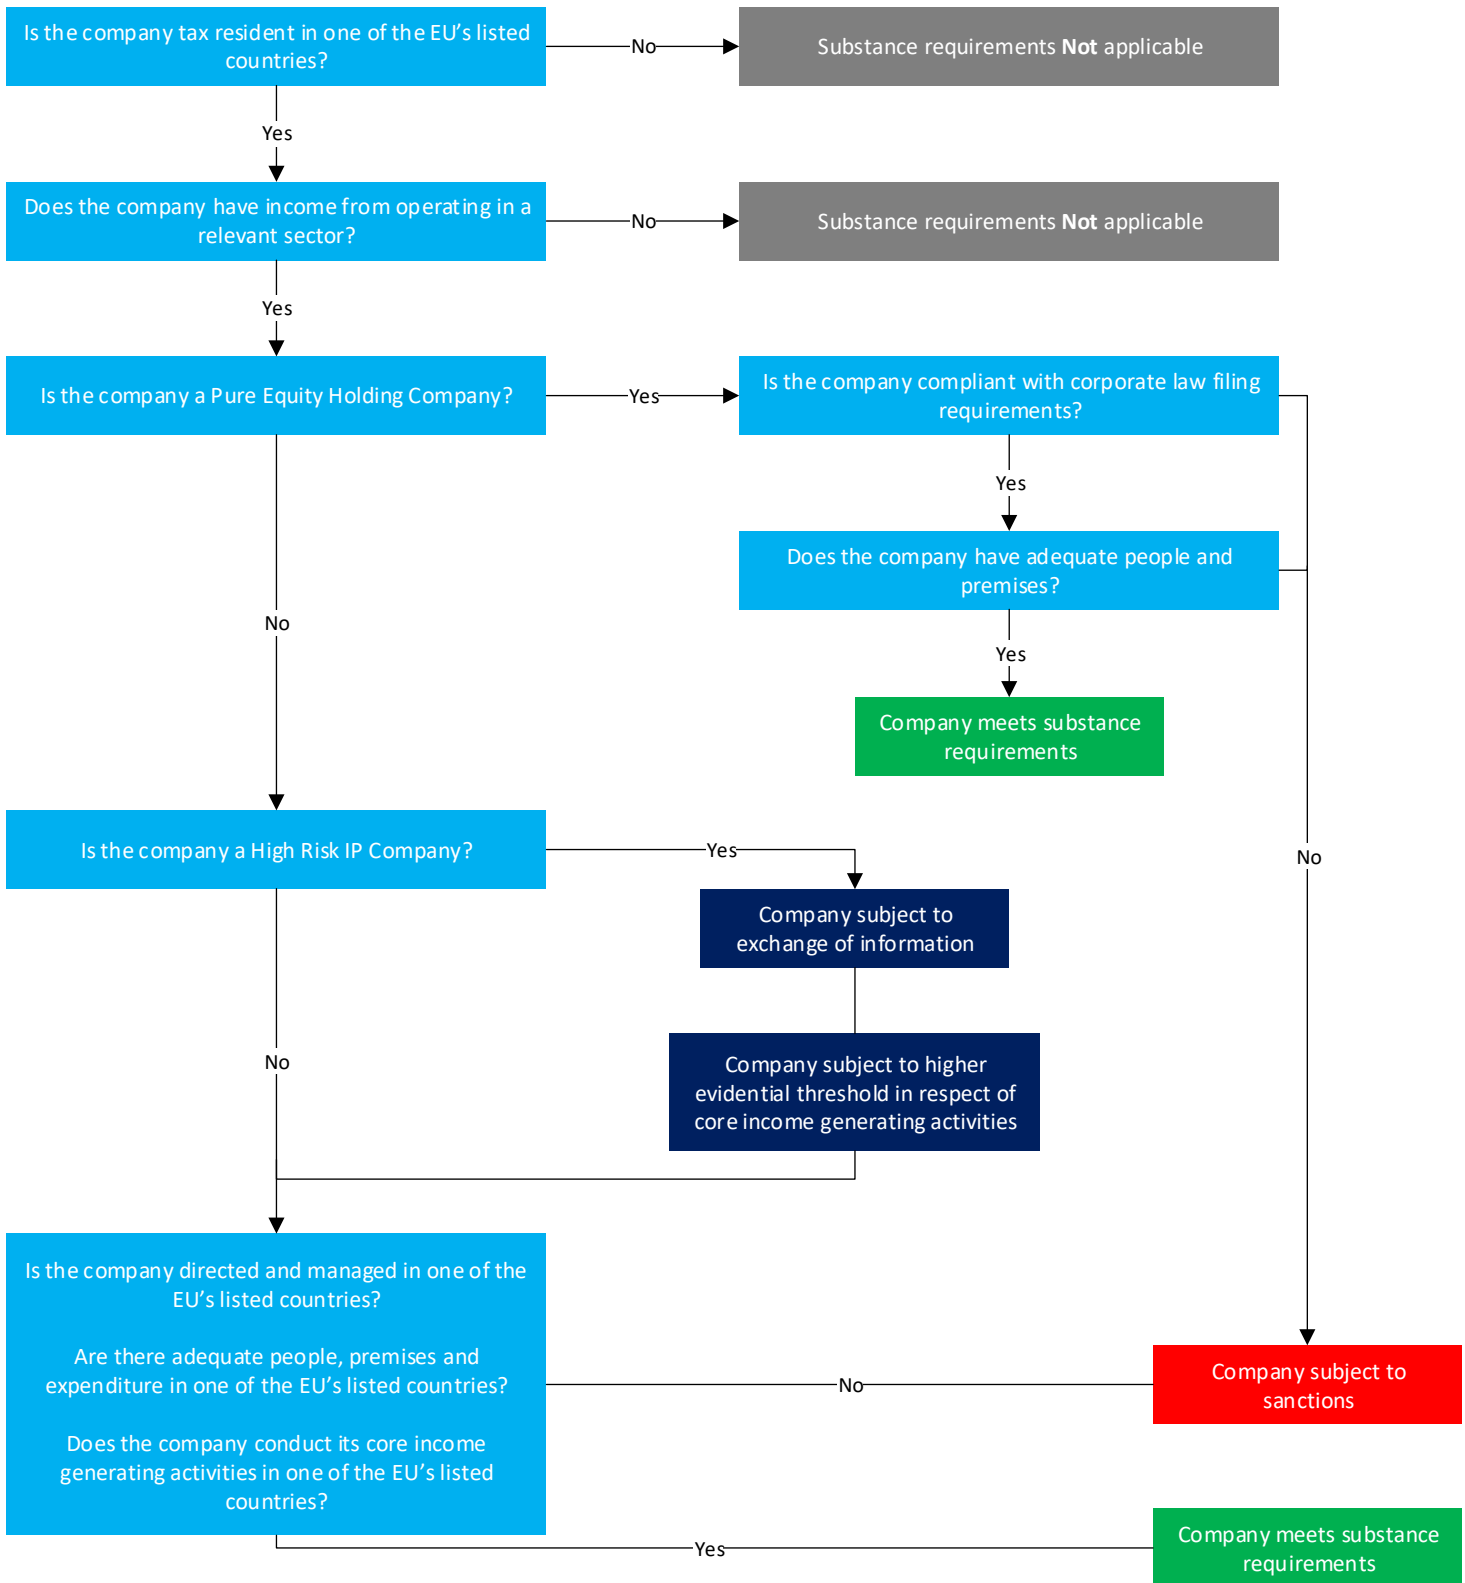 Is the company tax resident in one of the EU's listed
countries?
No
Substance requirements Not applicable
Yes
Does the company have income from operating in a
relevant sector?
No
Substance requirements Not applicable
Yes
Is the company a Pure Equity Holding Company?
Yes
Is the company compliant with corporate law filing
requirements?
Yes
Does the company have adequate people and
premises?
No
Yes
Company meets substance
requirements
Is the company a High Risk IP Company?
Yes
No
Company subject to
exchange of information
No
Company subject to higher
evidential threshold in respect of
core income generating activities
Is the company directed and managed in one of the
EU's listed countries?
Are there adequate people, premises and
expenditure in one of the EU's listed countries?
Does the company conduct its core income
generating activities in one of the EU's listed
countries?
No
Company subject to
sanctions
Yes
Company meets substance
requirements